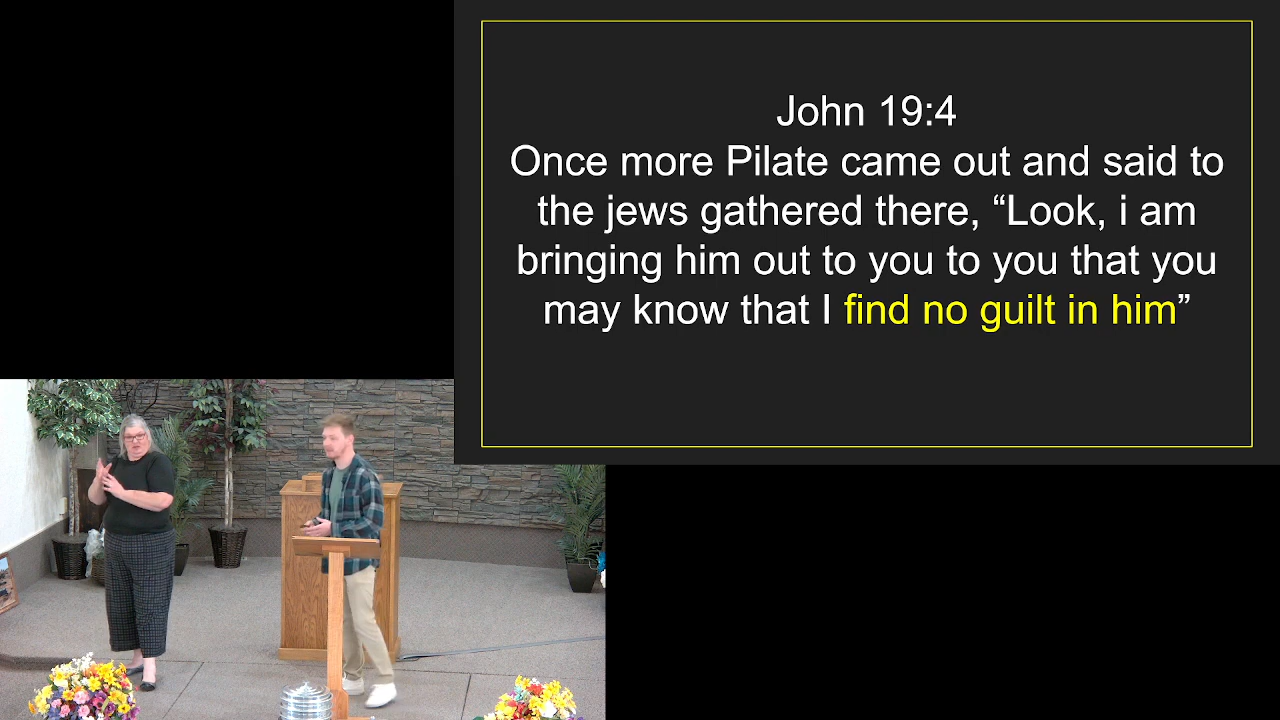 John 19:4
Once more Pilate came out and said to
the jews gathered there, “Look, i am
bringing him out to you to you that you
may know that I find no guilt in him”